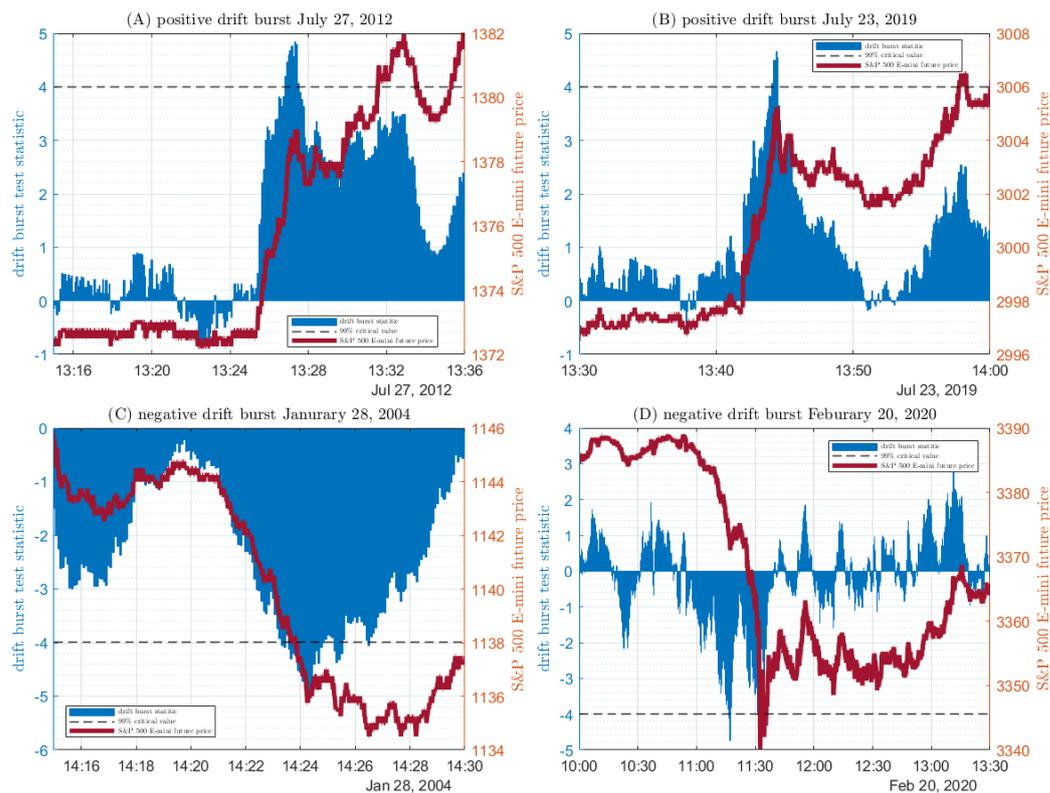 (A) positive drift burst July 27, 2012
drift burst test statistic
5
4
3
2
1
0
-1
1382
1380
1378
1376
1374
1372
S&P 500 E-mini future price
drift burst statitic
99% critical value
S&P 500 E-mini future price
13:16 13:20 13:24 13:28 13:32 13:36
Jul 27, 2012
(B) positive drift burst July 23, 2019
drift burst test statistic
5
4
3
2
1
0
-1
3008
3006
3004
3002
3000
2998
2996
S&P 500 E-mini future price
drift burst statitic
99% critical value
S&P 500 E-mini future price
13:30 13:40 13:50 14:00
Jul 23, 2019
(C) negative drift burst Janurary 28, 2004
drift burst test statistic
0
-1
-2
-3
-4
-5
-6
1146
1144
1142
1140
1138
1136
1134
S&P 500 E-mini future price
drift burst statitic
99% critical value
S&P 500 E-mini future price
14:16 14:18 14:20 14:22 14:24 14:26 14:28 14:30
Jan 28, 2004
(D) negative drift burst Feburary 20, 2020
drift burst test statistic
4
3
2
1
0
-1
-2
-3
-4
-5
3390
3380
3370
3360
3350
3340
S&P 500 E-mini future price
drift burst statitic
99% critical value
S&P 500 E-mini future price
10:00 10:30 11:00 11:30 12:00 12:30 13:00 13:30
Feb 20, 2020